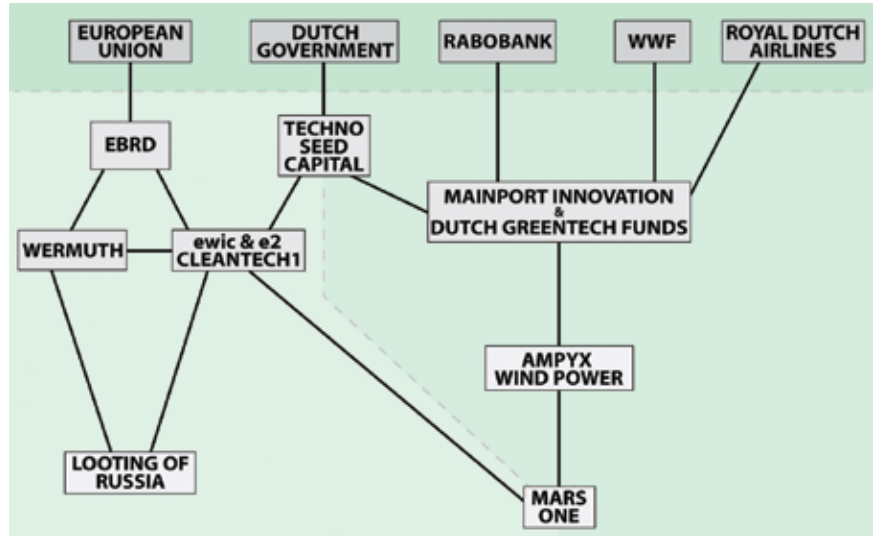 EUROPEAN
UNION
DUTCH
GOVERNMENT
RABOBANK
WWF
ROYAL DUTCH
AIRLINES
EBRD
TECHNO
SEED
CAPITAL
MAINPORT INNOVATION
&
DUTCH GREENTECH FUNDS
WERMUTH
ewic & e2
CLEANTECH1
AMPYX
WIND POWER
LOOTING OF
RUSSIA
MARS
ONE